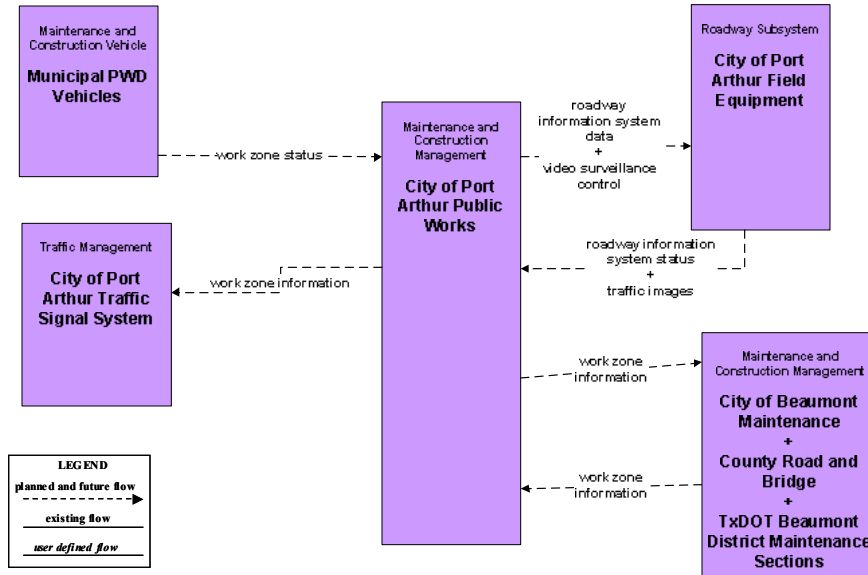 Maintenance and
Construction Vehicle
Municipal PWD
Vehicles
work zone status
Traffic Management
City of Port
Arthur Traffic
Signal System
work zone information
Maintenance and
Construction
Management
City of Port
Arthur Public
Works
roadway
information system
data
+
video surveillance
control
Roadway Subsystem
City of Port
Arthur Field
Equipment
roadway information
system status
+
traffic images
work zone
information
work zone
information
Maintenance and
Construction Management
City of Beaumont
Maintenance
+
County Road and
Bridge
+
TxDOT Beaumont
District Maintenance
Sections
LEGEND
planned and future flow
existing flow
user defined flow